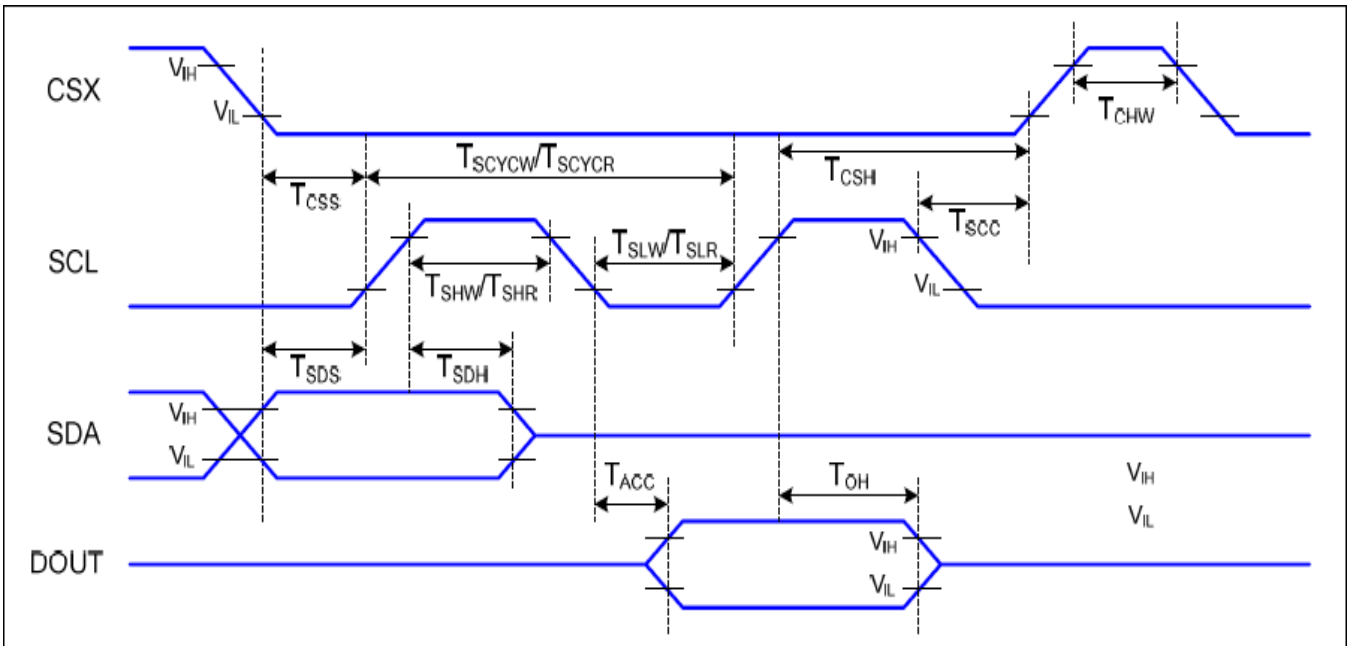 CSX
VIH
VIL
TCHW
TSCYCW/TSCYCR
TCSS
TCSH
TSCC
SCL
TSHW/TSHR
TSLW/TSLR
VIH
VIL
TSDS
TSDH
SDA
VIH
VIL
TACC
TOH
VIH
VIL
DOUT
VIH
VIL